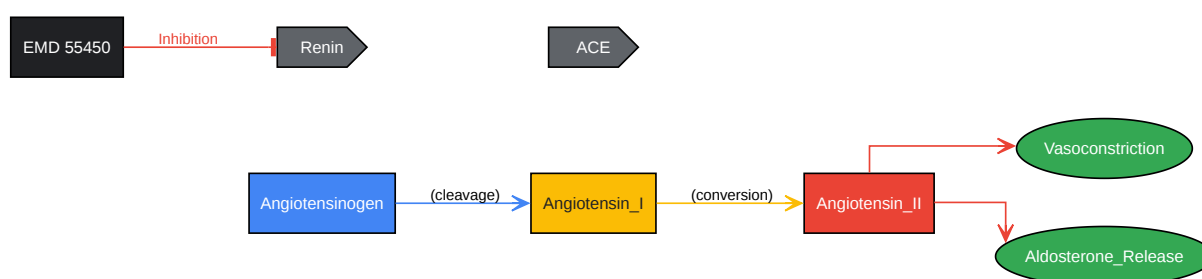 EMD 55450
Inhibition
Renin
ACE
Vasoconstriction
Angiotensinogen
(cleavage)
Angiotensin_I
(conversion)
Angiotensin_II
Aldosterone_Release